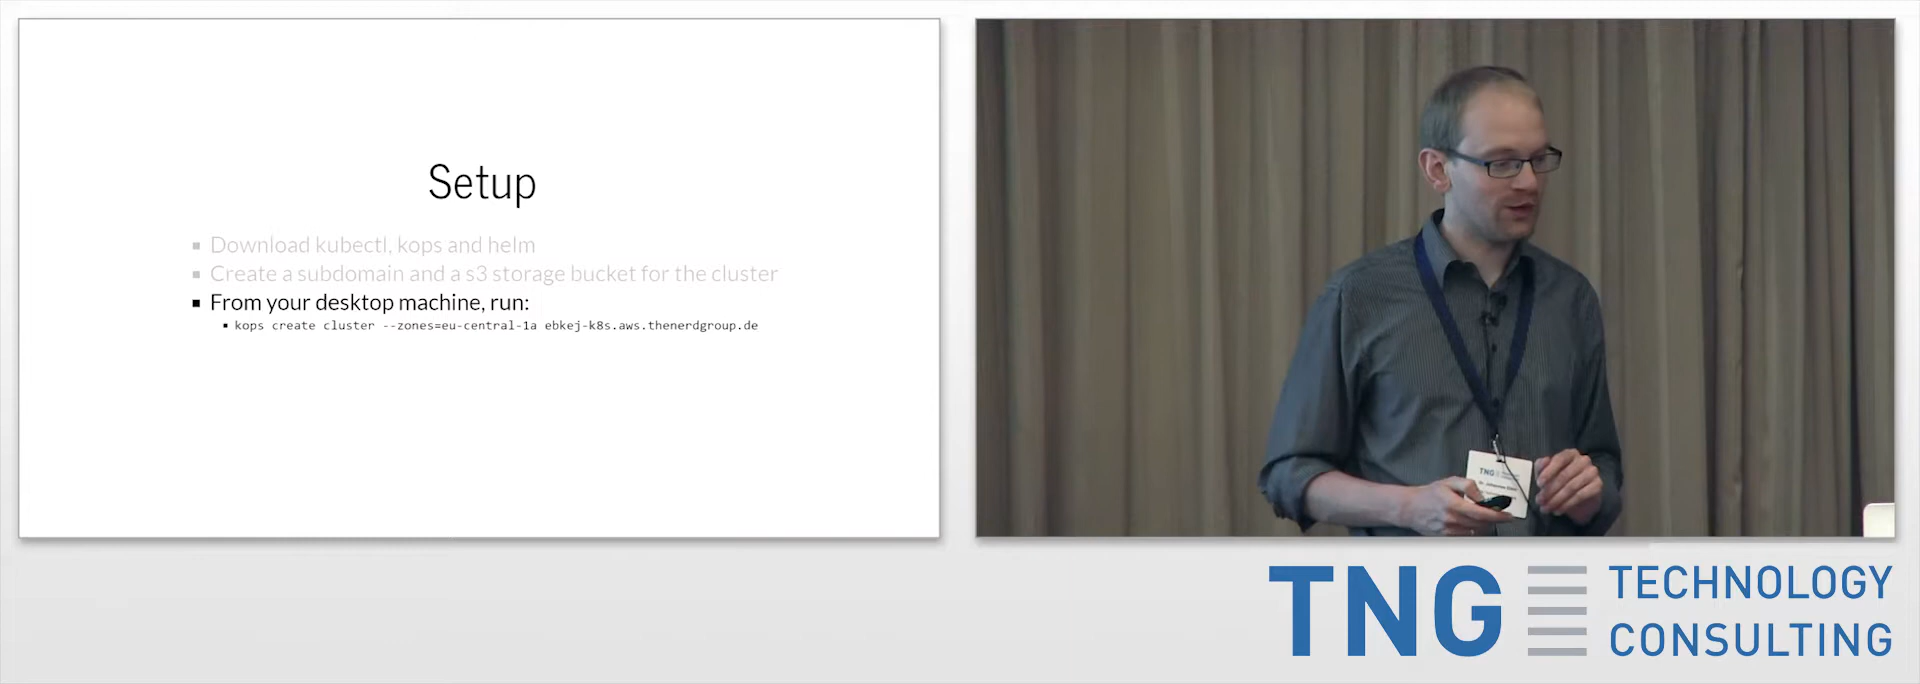 Setup
Download kubectl, kops and helm
Create a subdomain and a s3 storage bucket for the cluster
From your desktop machine, run:
kops create cluster --zones=eu-central-1a ebkej-k8s.aws.thenerdgroup.de
TNG
TNG TECHNOLOGY
CONSULTING